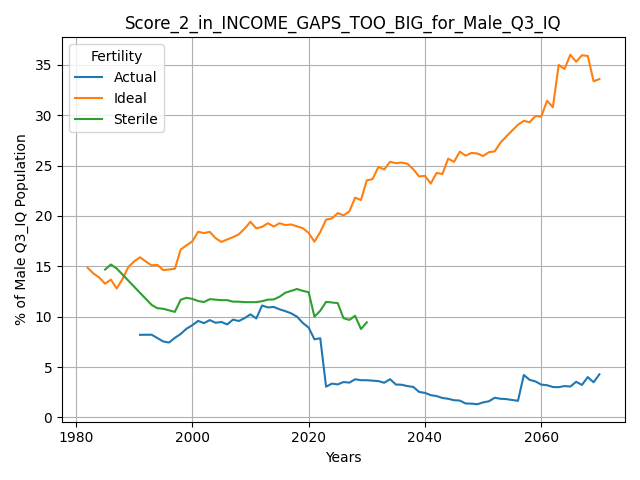 Score_2_in_INCOME_GAPS_TOO_BIG_for_Male_Q3_IQ
Fertility
Actual
Ideal
Sterile
% of Male Q3_IQ Population
35
30
25
20
15
10
5
0
1980
2000
2020
2040
2060
Years